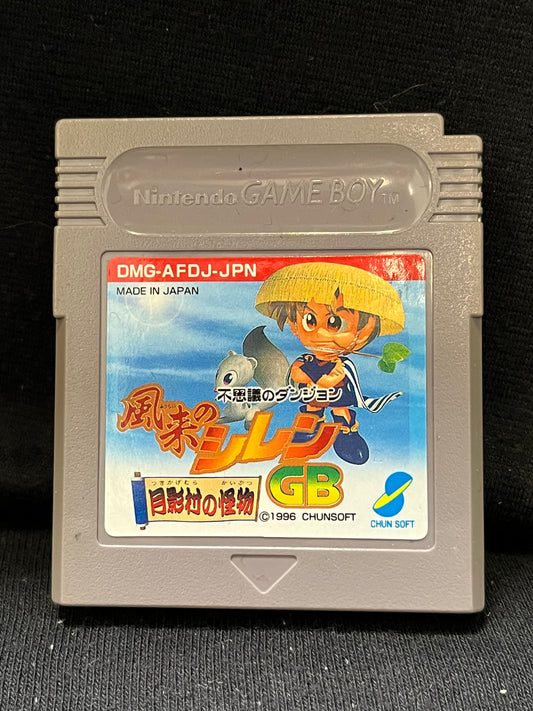 Nintendo GAME BOY TM
DMG-AFDJ-JPN
MADE IN JAPAN
不思議のダンジョン
風来の
シレン
GB
つきかげむら かいぶつ
月影村の怪物
©1996 CHUNSOFT
CHUN SOFT